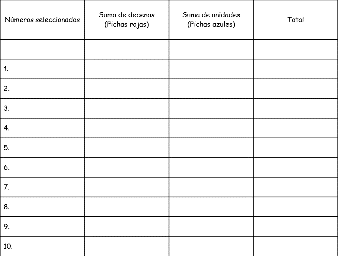 Números seleccionados
Suma de decenas
(Fichas rojas)
Suma de unidades
(Fichas azules)
Total
1.
2.
3.
4.
5.
6.
7.
8.
9.
10.